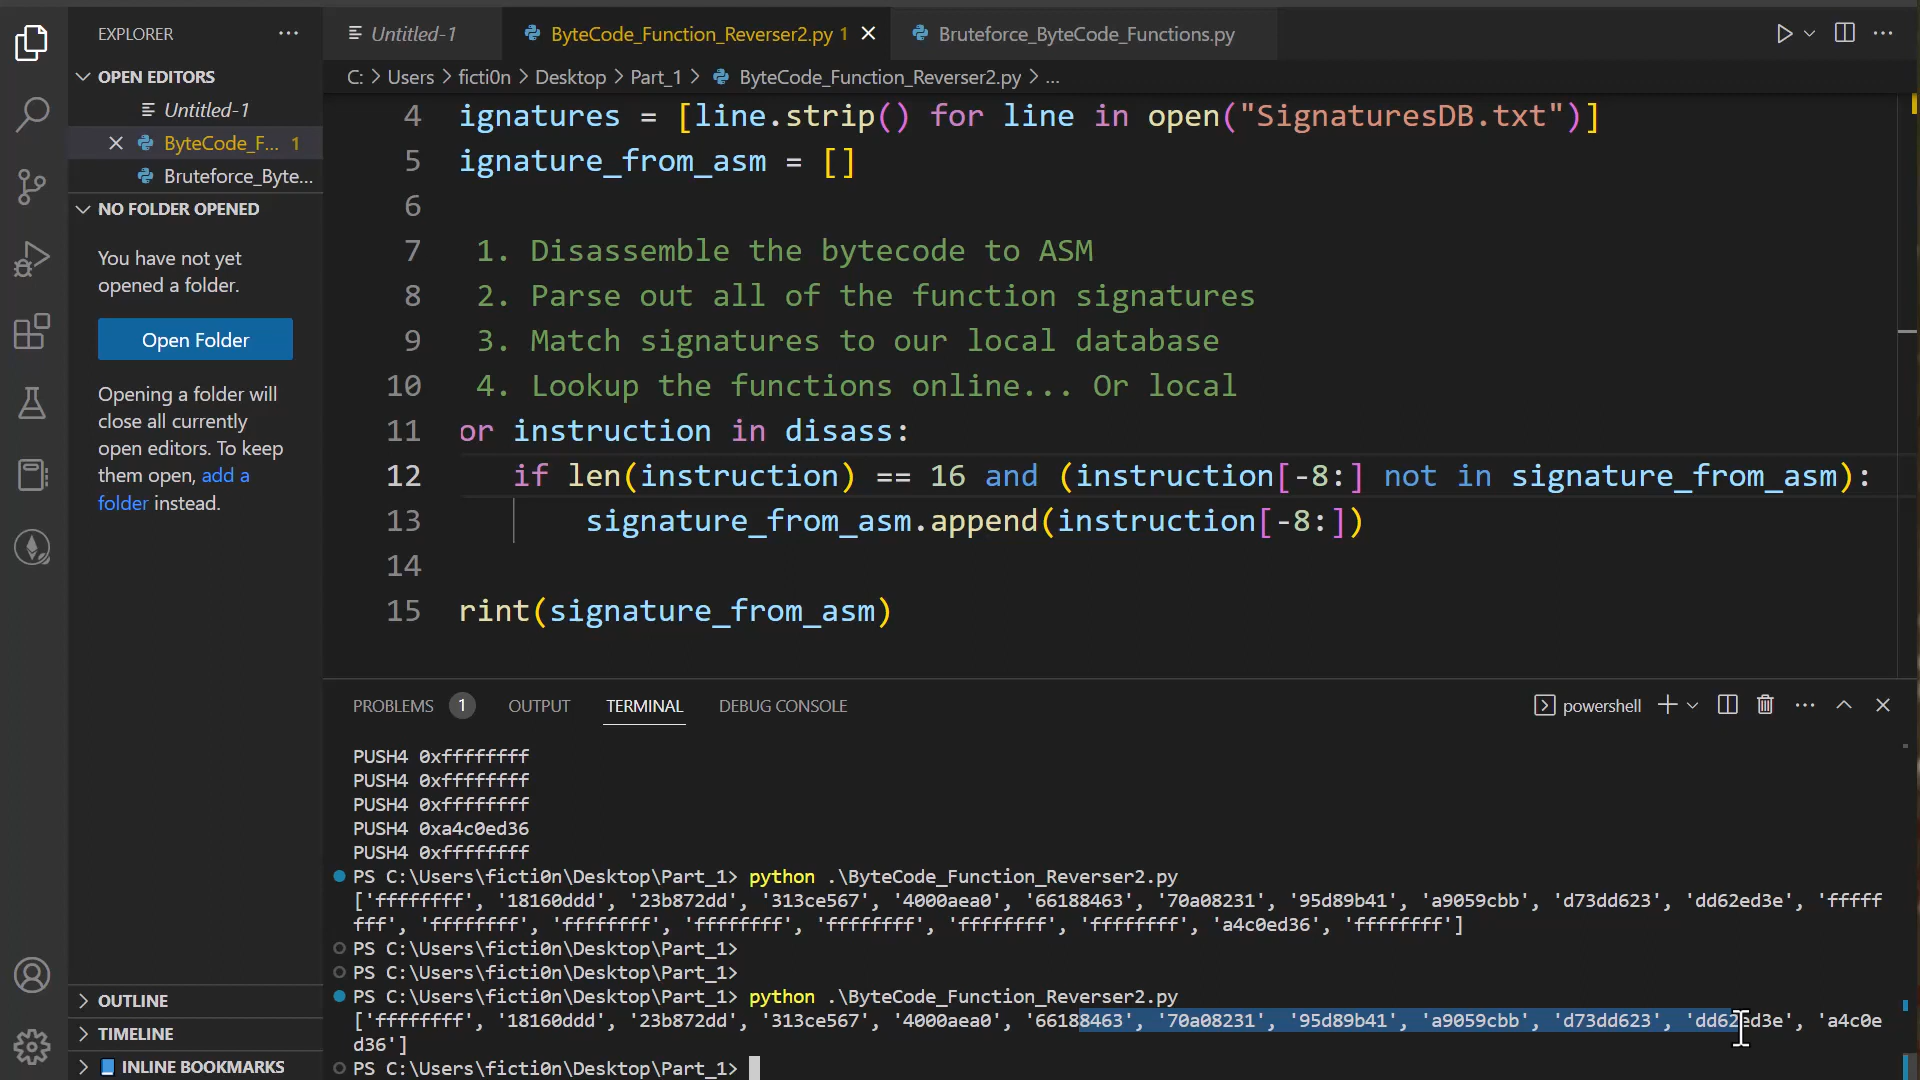 EXPLORER
OPEN EDITORS
Untitled-1
ByteCode_F... 1
Bruteforce_Byte...
NO FOLDER OPENED
You have not yet
opened a folder.
Open Folder
Opening a folder will
close all currently
open editors. To keep
them open, add a
folder instead.
OUTLINE
TIMELINE
INLINE BOOKMARKS
Untitled-1
ByteCode_Function_Reverser2.py 1
Bruteforce_ByteCode_Functions.py
C: > Users > ficti0n > Desktop > Part_1 > ByteCode_Function_Reverser2.py > ...
4 ignatures = [line.strip() for line in open("SignaturesDB.txt")]
5 ignature_from_asm = []
6
7 1. Disassemble the bytecode to ASM
8 2. Parse out all of the function signatures
9 3. Match signatures to our local database
10 4. Lookup the functions online... Or local
11 or instruction in disass:
12 if len(instruction) == 16 and (instruction[-8:] not in signature_from_asm):
13 signature_from_asm.append(instruction[-8:])
14
15 rint(signature_from_asm)
PROBLEMS 1 OUTPUT TERMINAL DEBUG CONSOLE
powershell
PUSH4 0xffffffff
PUSH4 0xffffffff
PUSH4 0xffffffff
PUSH4 0xa4c0ed36
PUSH4 0xffffffff
PS C:\Users\ficti0n\Desktop\Part_1> python .\ByteCode_Function_Reverser2.py
['ffffffff', '18160ddd', '23b872dd', '313ce567', '4000aea0', '66188463', '70a08231', '95d89b41', 'a9059cbb', 'd73dd623', 'dd62ed3e', 'fffff
fff', 'ffffffff', 'ffffffff', 'ffffffff', 'ffffffff', 'ffffffff', 'ffffffff', 'a4c0ed36', 'ffffffff']
PS C:\Users\ficti0n\Desktop\Part_1>
PS C:\Users\ficti0n\Desktop\Part_1>
PS C:\Users\ficti0n\Desktop\Part_1> python .\ByteCode_Function_Reverser2.py
['ffffffff', '18160ddd', '23b872dd', '313ce567', '4000aea0', '66188463', '70a08231', '95d89b41', 'a9059cbb', 'd73dd623', 'dd62ed3e', 'a4c0e
d36']
PS C:\Users\ficti0n\Desktop\Part_1>